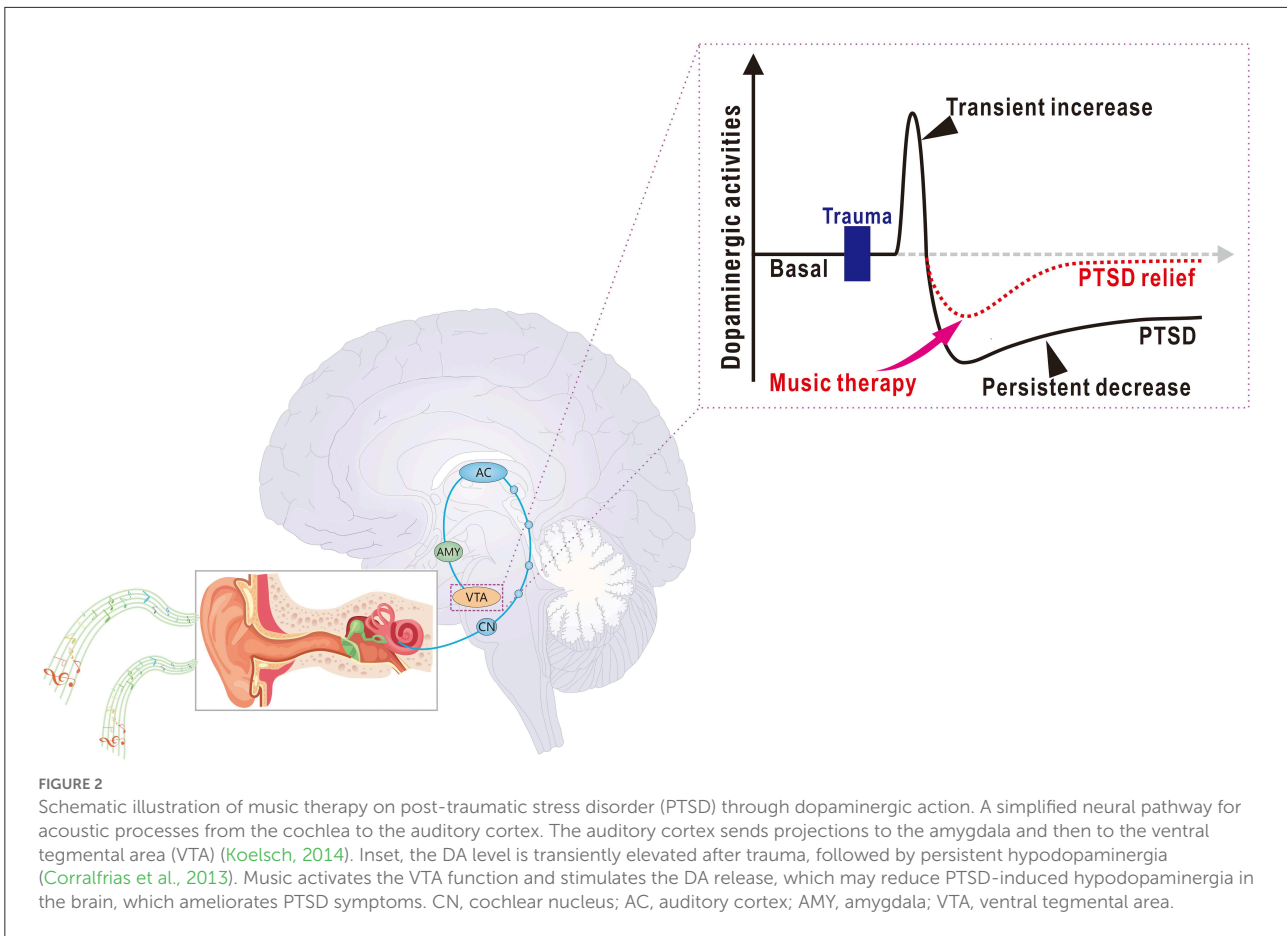 Dopaminergic activities
Transient incerease
Trauma
Basal
PTSD relief
PTSD
Music therapy
Persistent decrease
AC
AMY
VTA
CN
FIGURE 2
Schematic illustration of music therapy on post-traumatic stress disorder (PTSD) through dopaminergic action. A simplified neural pathway for
acoustic processes from the cochlea to the auditory cortex. The auditory cortex sends projections to the amygdala and then to the ventral
tegmental area (VTA) (Koelsch, 2014). Inset, the DA level is transiently elevated after trauma, followed by persistent hypodopaminergia
(Corralfrias et al., 2013). Music activates the VTA function and stimulates the DA release, which may reduce PTSD-induced hypodopaminergia in
the brain, which ameliorates PTSD symptoms. CN, cochlear nucleus; AC, auditory cortex; AMY, amygdala; VTA, ventral tegmental area.